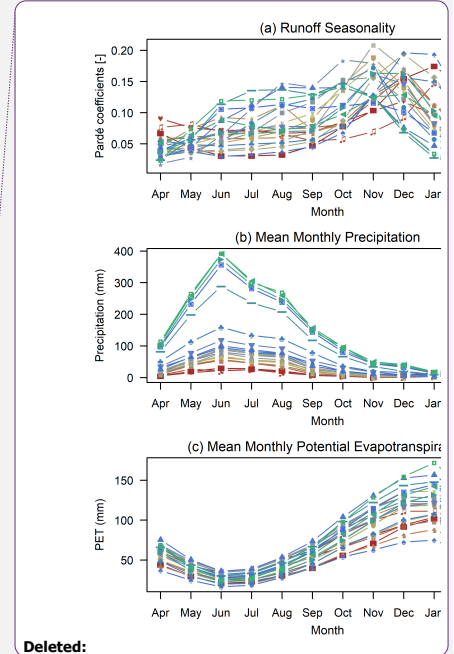 (a) Runoff Seasonality
Pardé coefficients [-]
0.20
0.15
0.10
0.05
Apr May Jun Jul Aug Sep Oct Nov Dec Jan
Month
(b) Mean Monthly Precipitation
Precipitation (mm)
400
300
200
100
0
Apr May Jun Jul Aug Sep Oct Nov Dec Jan
Month
(c) Mean Monthly Potential Evapotranspira
PET (mm)
150
100
50
Apr May Jun Jul Aug Sep Oct Nov Dec Jan
Month
Deleted: